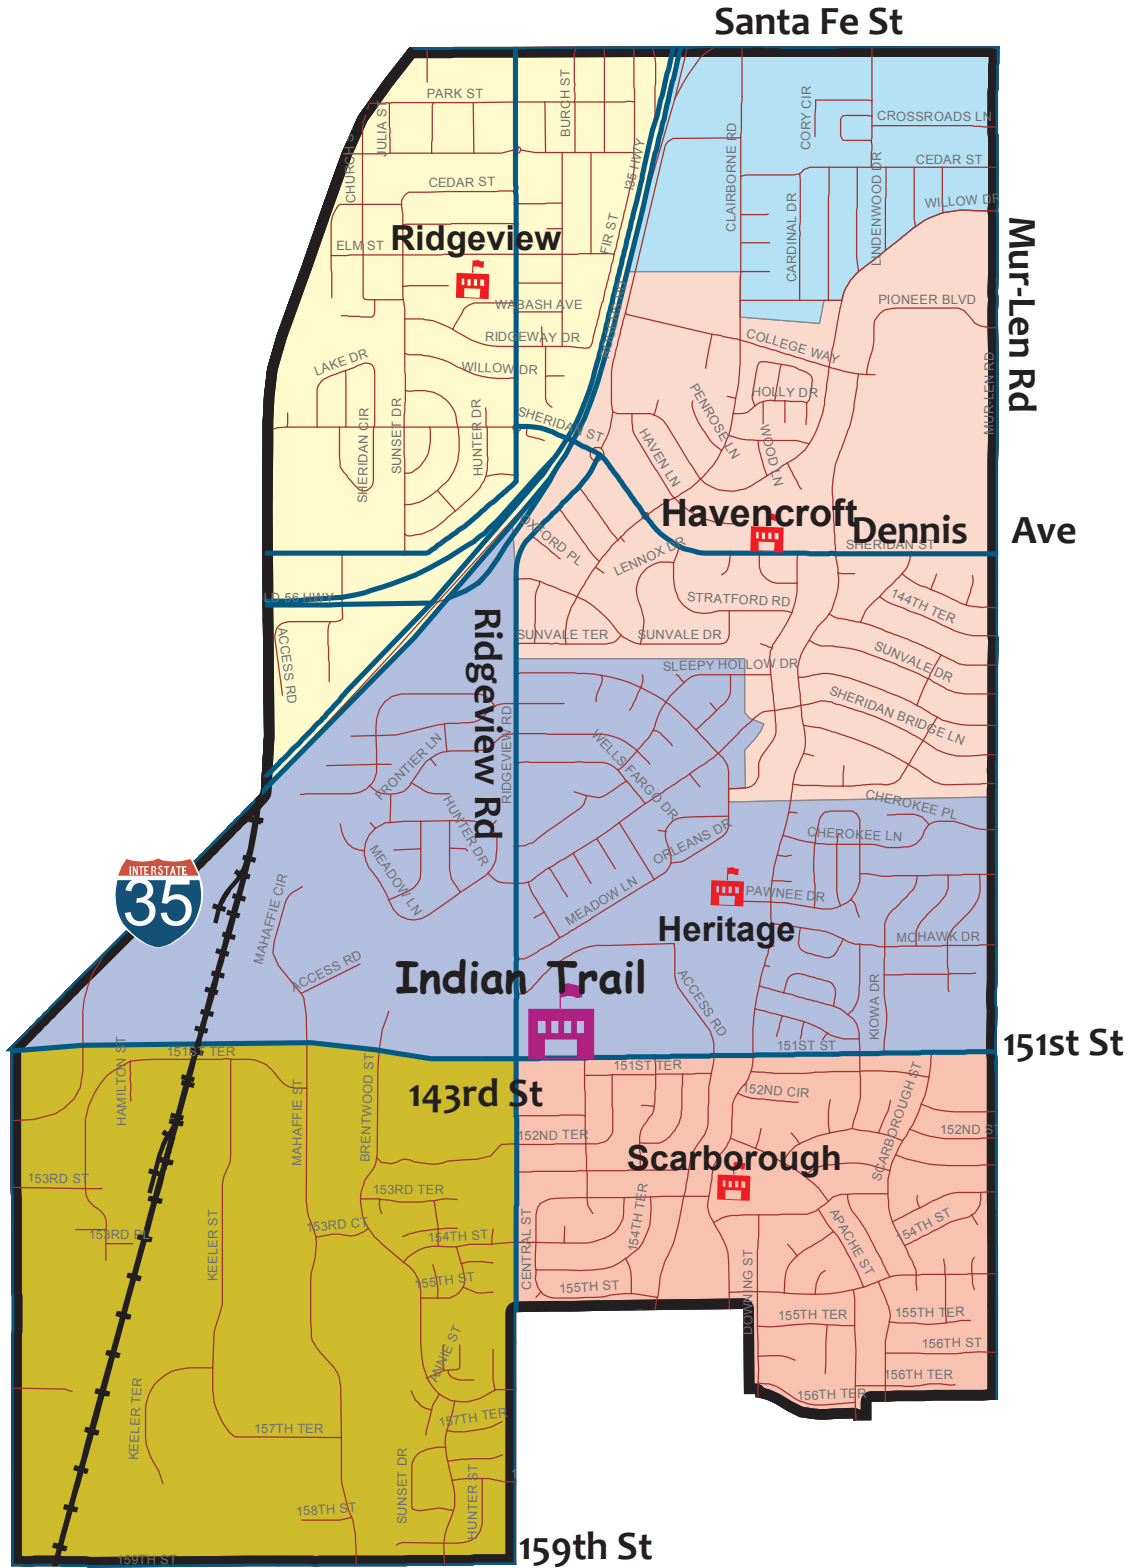 Santa Fe St
PARK ST
BURCH ST
JULIA ST
CORY CIR
CROSSROADS LN
CLAIRBORNE RD
I35 HWY
CEDAR ST
CEDAR ST
LINDENWOOD DR
WILLOW DR
CARDINAL DR
FIR ST
ELM ST
Ridgeview
Mur-Len Rd
WABASH AVE
PIONEER BLVD
RIDGEWAY DR
COLLEGE WAY
LAKE DR
WILLOW DR
HOLLY DR
MUR-LEN RD
PENROSE LN
SHERIDAN CIR
SUNSET DR
HUNTER DR
SHERIDAN ST
HAVEN LN
WOOD LN
Havencroft
Dennis Ave
OXFORD PL
LENNOX DR
SHERIDAN ST
LD 56 HWY
STRATFORD RD
144TH TER
ACCESS RD
Ridgeview Rd
SUNVALE TER
SUNVALE DR
SUNVALE DR
SLEEPY HOLLOW DR
SHERIDAN BRIDGE LN
FRONTIER LN
RIDGEVIEW RD
WELLS FARGO DR
HUNTER DR
CHEROKEE PL
ORLEANS DR
CHEROKEE LN
INTERSTATE
35
MEADOW LN
MEADOW LN
PAWNEE DR
MAHAFFIE CIR
Heritage
MOHAWK DR
ACCESS RD
Indian Trail
ACCESS RD
KIOWA DR
151ST ST
151st St
HAMILTON ST
151ST TER
151ST TER
143rd St
MAHAFFIE ST
BRENTWOOD ST
152ND CIR
SCARBOROUGH ST
152ND TER
152ND ST
Scarborough
153RD ST
153RD TER
153RD PL
153RD CT
154TH ST
154TH TER
APACHE ST
154TH ST
KEELER ST
CENTRAL ST
155TH ST
155TH ST
DOWNING ST
155TH TER
155TH TER
ANNIE ST
156TH ST
156TH TER
156TH TER
KEELER TER
157TH TER
157TH TER
SUNSET DR
HUNTER ST
158TH ST
159th St
159TH ST